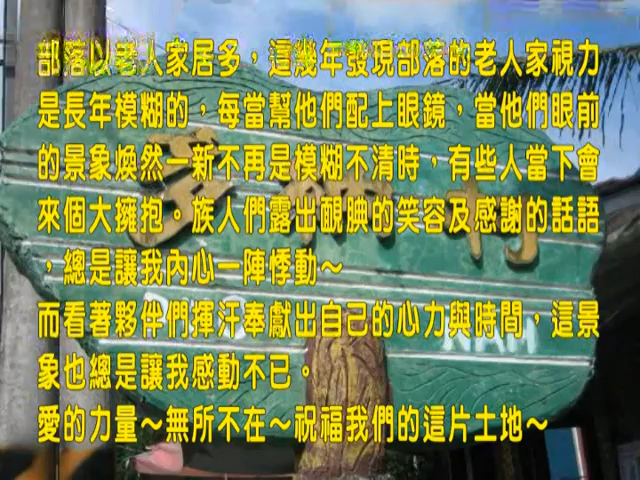 部落以老人家居多，這幾年發現部落的老人家視力
是長年模糊的，每當幫他們配上眼鏡，當他們眼前
的景象煥然一新不再是模糊不清時，有些人當下會
來個大擁抱。族人們露出靦腆的笑容及感謝的話語
，總是讓我內心一陣悸動～
而看著夥伴們揮汗奉獻出自己的心力與時間，這景
象也總是讓我感動不已。
愛的力量～無所不在～祝福我們的這片土地～